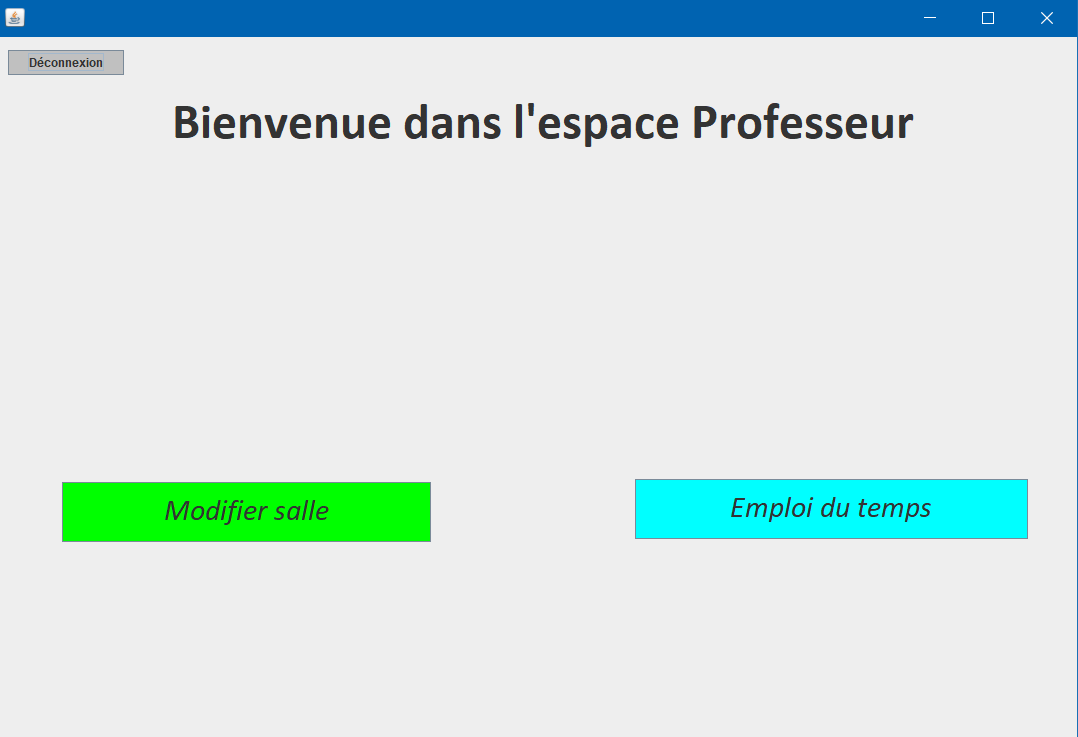 Déconnexion
Bienvenue dans l'espace Professeur
Modifier salle
Emploi du temps